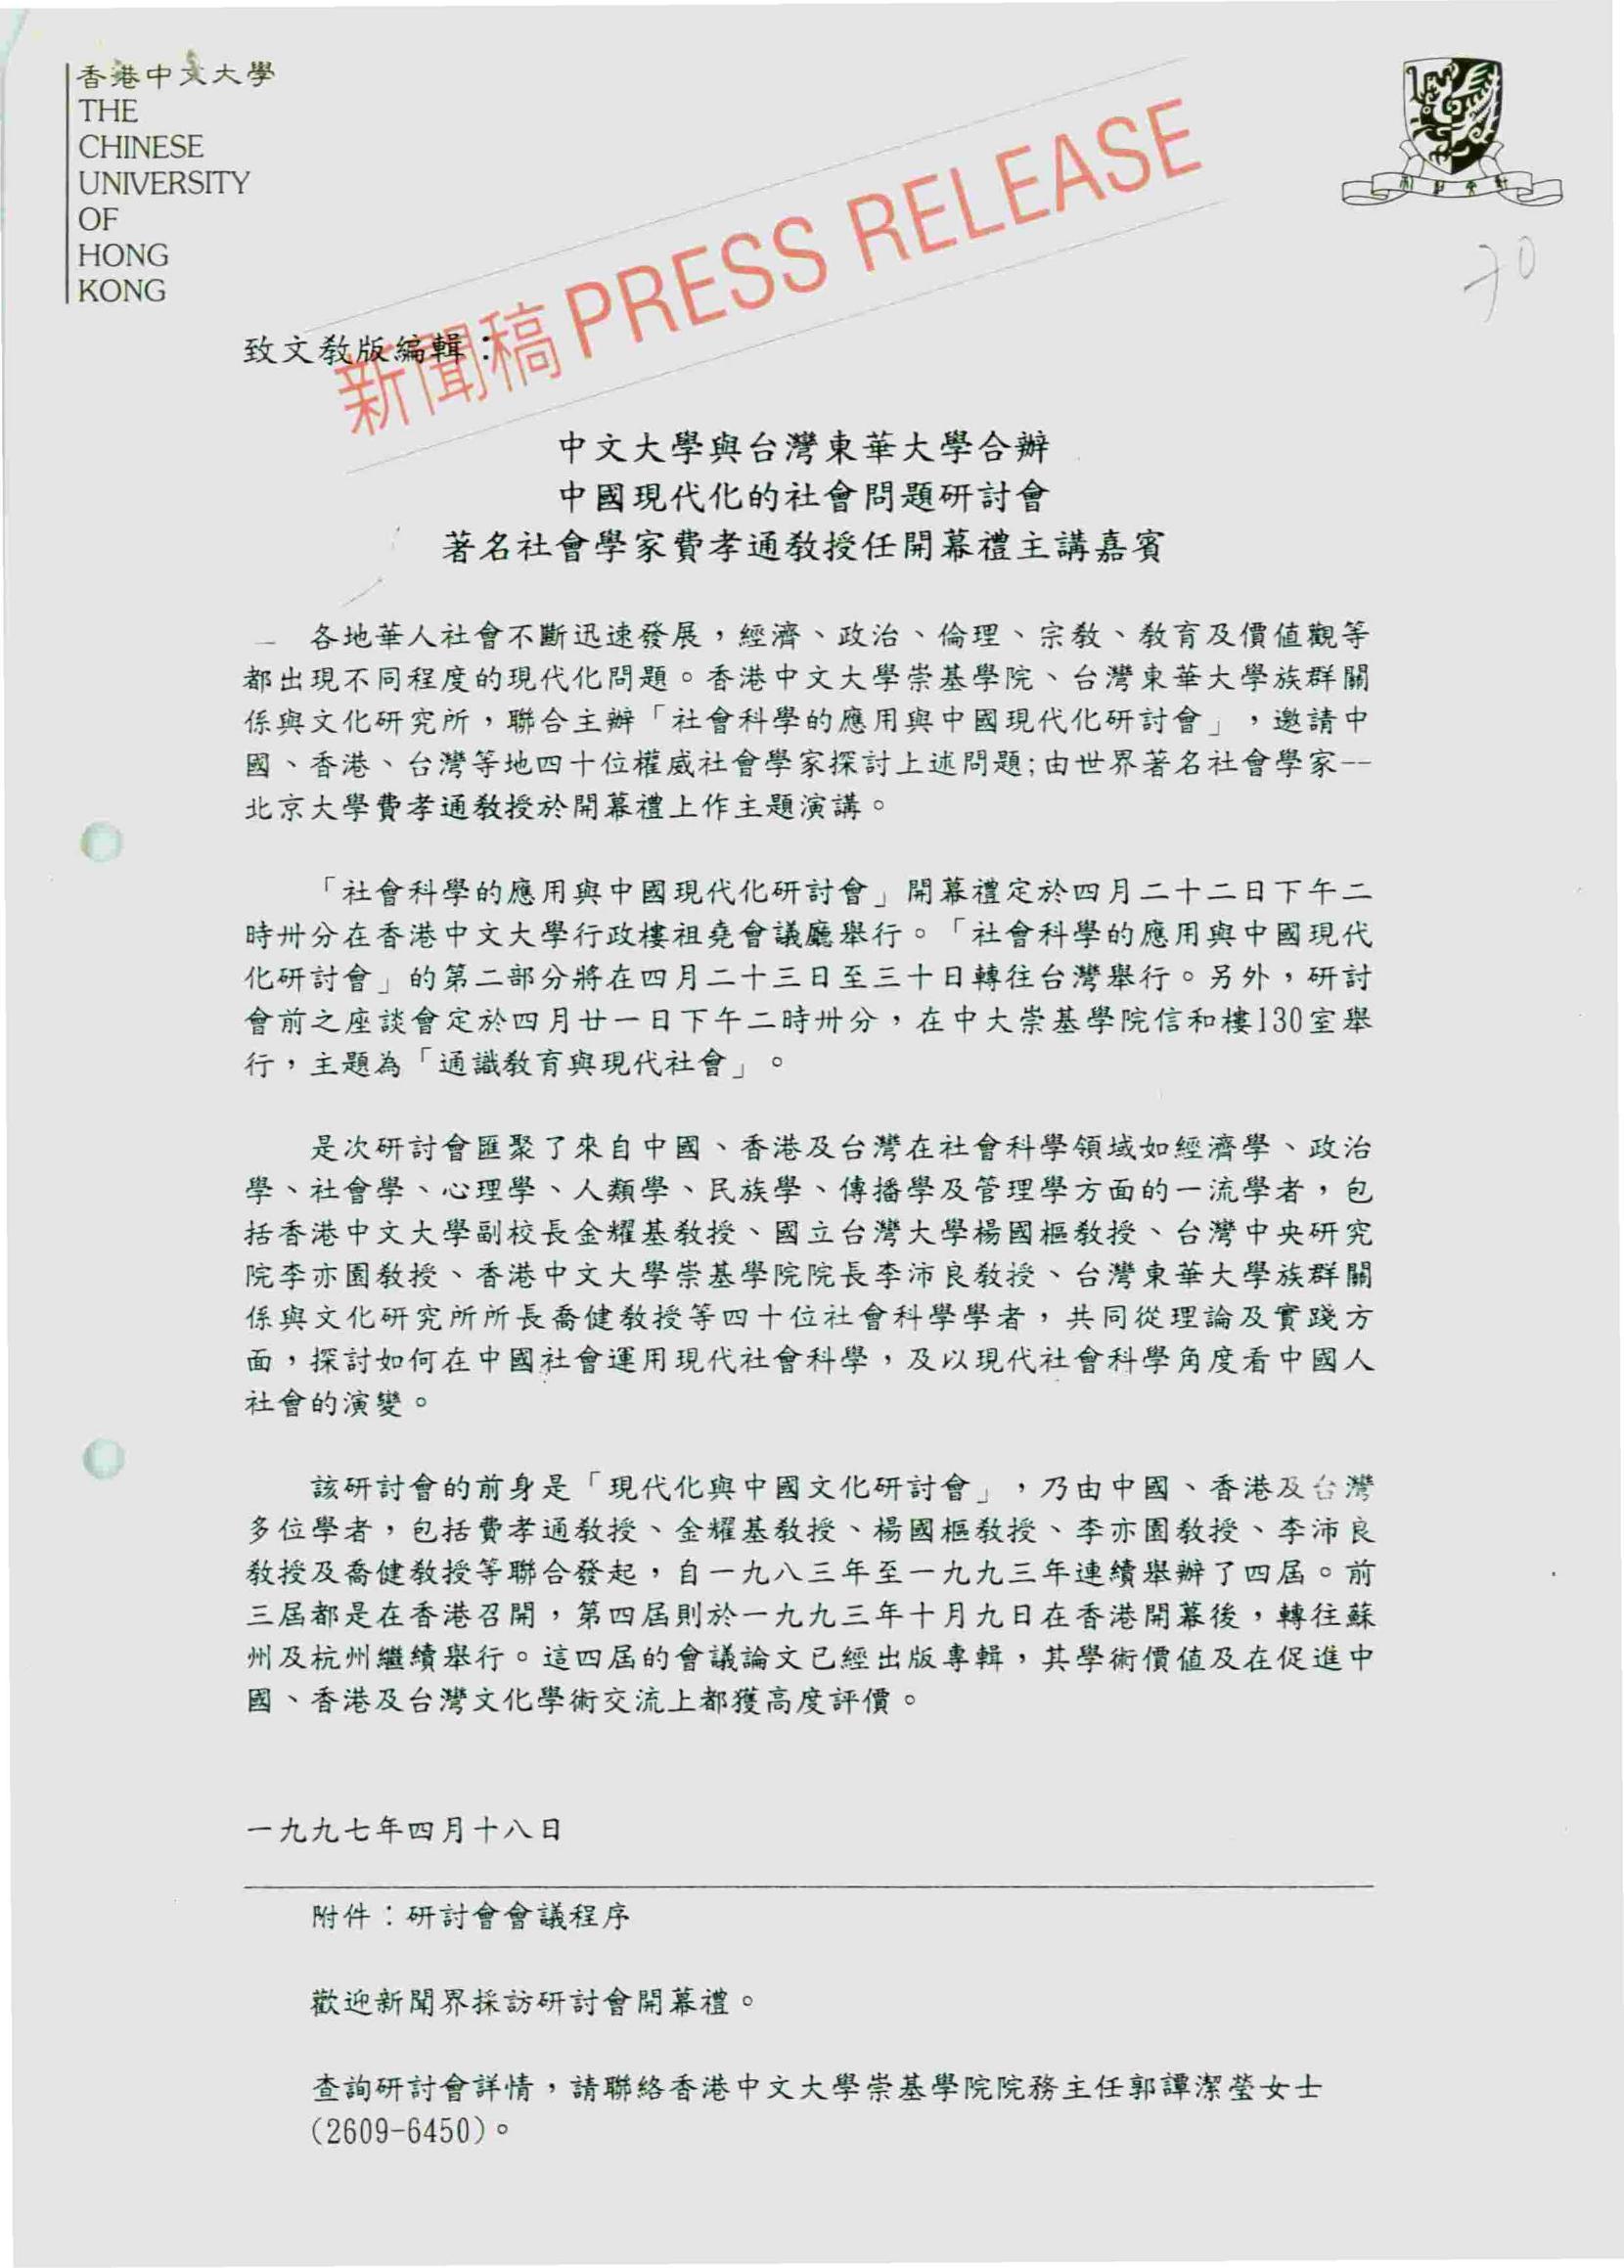 香港中文大學
THE
CHINESE
UNIVERSITY
OF
HONG
KONG
新聞稿 PRESS RELEASE
70
致文教版編輯：
中文大學與台灣東華大學合辦
中國現代化的社會問題研討會
著名社會學家費孝通教授任開幕禮主講嘉賓
各地華人社會不斷迅速發展，經濟、政治、倫理、宗教、教育及價值觀等
都出現不同程度的現代化問題。香港中文大學崇基學院、台灣東華大學族群關
係與文化研究所，聯合主辦「社會科學的應用與中國現代化研討會」，邀請中
國、香港、台灣等地四十位權威社會學家探討上述問題;由世界著名社會學家--
北京大學費孝通教授於開幕禮上作主題演講。
「社會科學的應用與中國現代化研討會」開幕禮定於四月二十二日下午二
時卅分在香港中文大學行政樓祖堯會議廳舉行。「社會科學的應用與中國現代
化研討會」的第二部分將在四月二十三日至三十日轉往台灣舉行。另外，研討
會前之座談會定於四月廿一日下午二時卅分，在中大崇基學院信和樓130室舉
行，主題為「通識教育與現代社會」。
是次研討會匯聚了來自中國、香港及台灣在社會科學領域如經濟學、政治
學、社會學、心理學、人類學、民族學、傳播學及管理學方面的一流學者，包
括香港中文大學副校長金耀基教授、國立台灣大學楊國樞教授、台灣中央研究
院李亦園教授、香港中文大學崇基學院院長李沛良教授、台灣東華大學族群關
係與文化研究所所長喬健教授等四十位社會科學學者，共同從理論及實踐方
面，探討如何在中國社會運用現代社會科學，及以現代社會科學角度看中國人
社會的演變。
該研討會的前身是「現代化與中國文化研討會」，乃由中國、香港及台灣
多位學者，包括費孝通教授、金耀基教授、楊國樞教授、李亦園教授、李沛良
教授及喬健教授等聯合發起，自一九八三年至一九九三年連續舉辦了四屆。前
三屆都是在香港召開，第四屆則於一九九三年十月九日在香港開幕後，轉往蘇
州及杭州繼續舉行。這四屆的會議論文已經出版專輯，其學術價值及在促進中
國、香港及台灣文化學術交流上都獲高度評價。
一九九七年四月十八日
附件：研討會會議程序
歡迎新聞界採訪研討會開幕禮。
查詢研討會詳情，請聯絡香港中文大學崇基學院院務主任郭譚潔瑩女士
(2609-6450)。